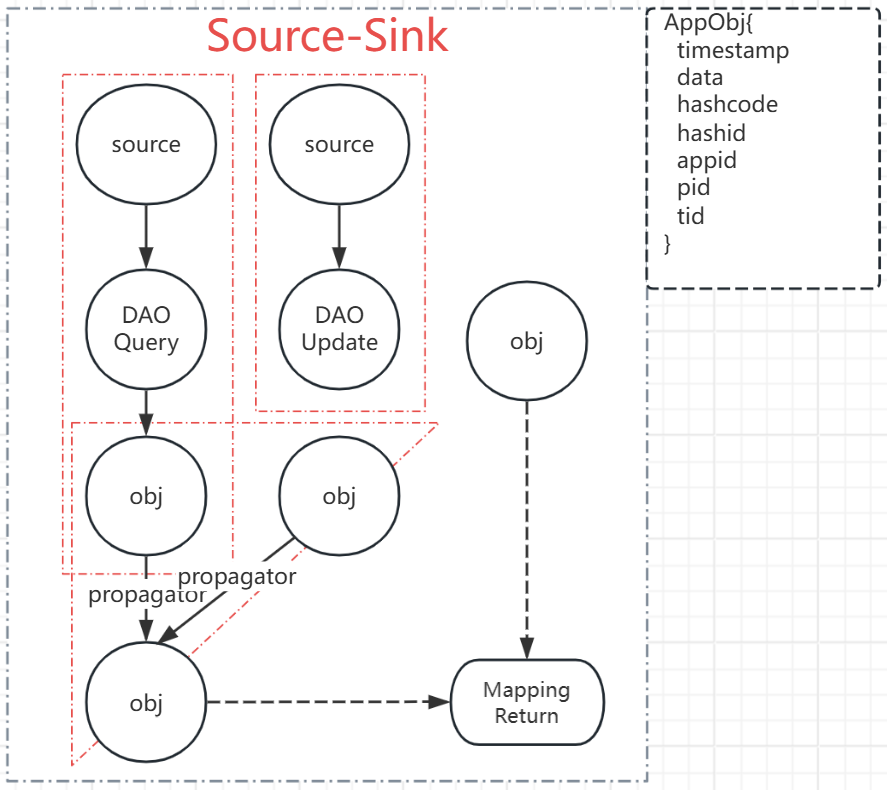 Source-Sink
AppObj{
timestamp
data
hashcode
hashid
appid
pid
tid
}
source
source
DAO
Query
DAO
Update
obj
obj
obj
propagator
propagator
obj
Mapping
Return